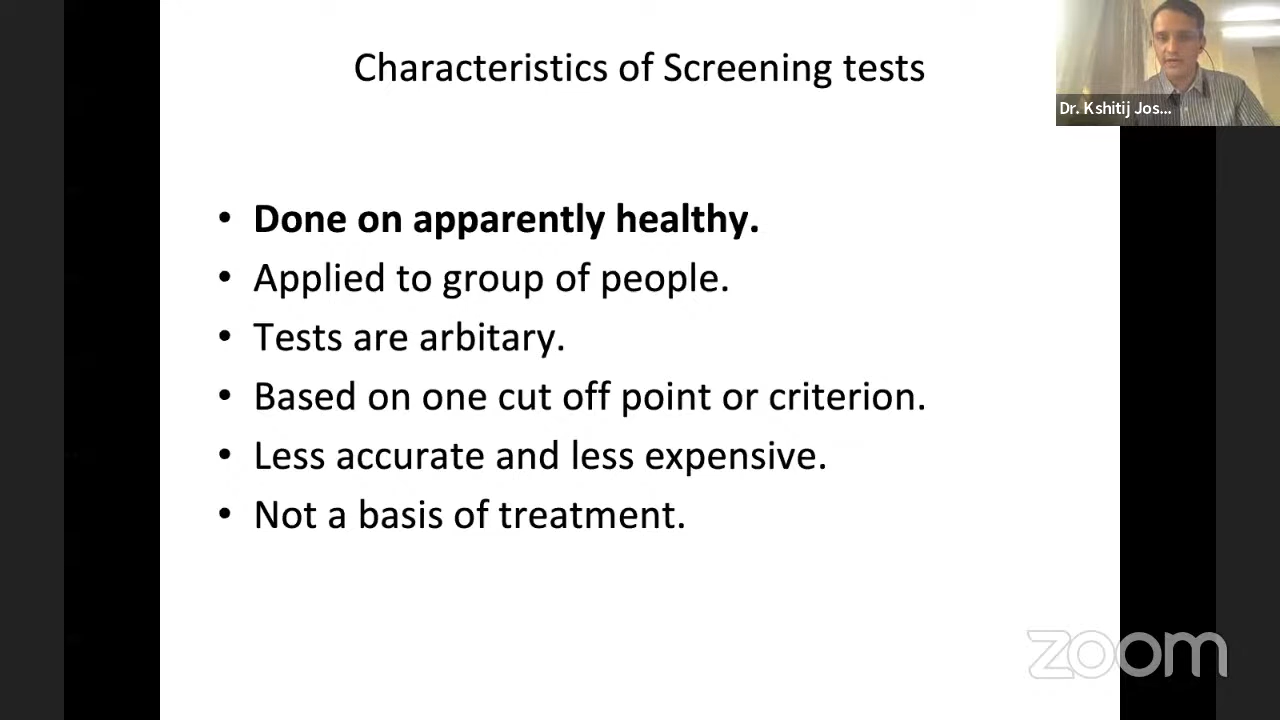 Characteristics of Screening tests
Dr. Kshitij Jos...
• Done on apparently healthy.
• Applied to group of people.
• Tests are arbitary.
• Based on one cut off point or criterion.
• Less accurate and less expensive.
• Not a basis of treatment.
zoom